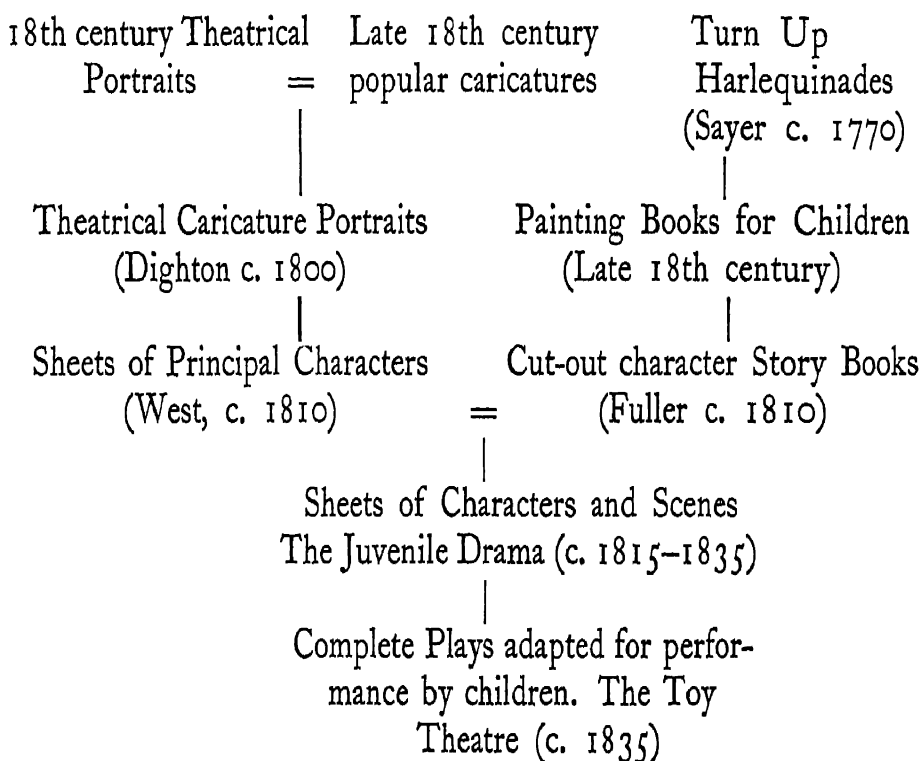 18th century Theatrical Portraits
=
Late 18th century popular caricatures
Turn Up
Harlequinades
(Sayer c. 1770)
Theatrical Caricature Portraits
(Dighton c. 1800)
Painting Books for Children
(Late 18th century)
Sheets of Principal Characters
(West, c. 1810)
=
Cut-out character Story Books
(Fuller c. 1810)
Sheets of Characters and Scenes
The Juvenile Drama (c. 1815–1835)
Complete Plays adapted for perfor-
mance by children. The Toy
Theatre (c. 1835)